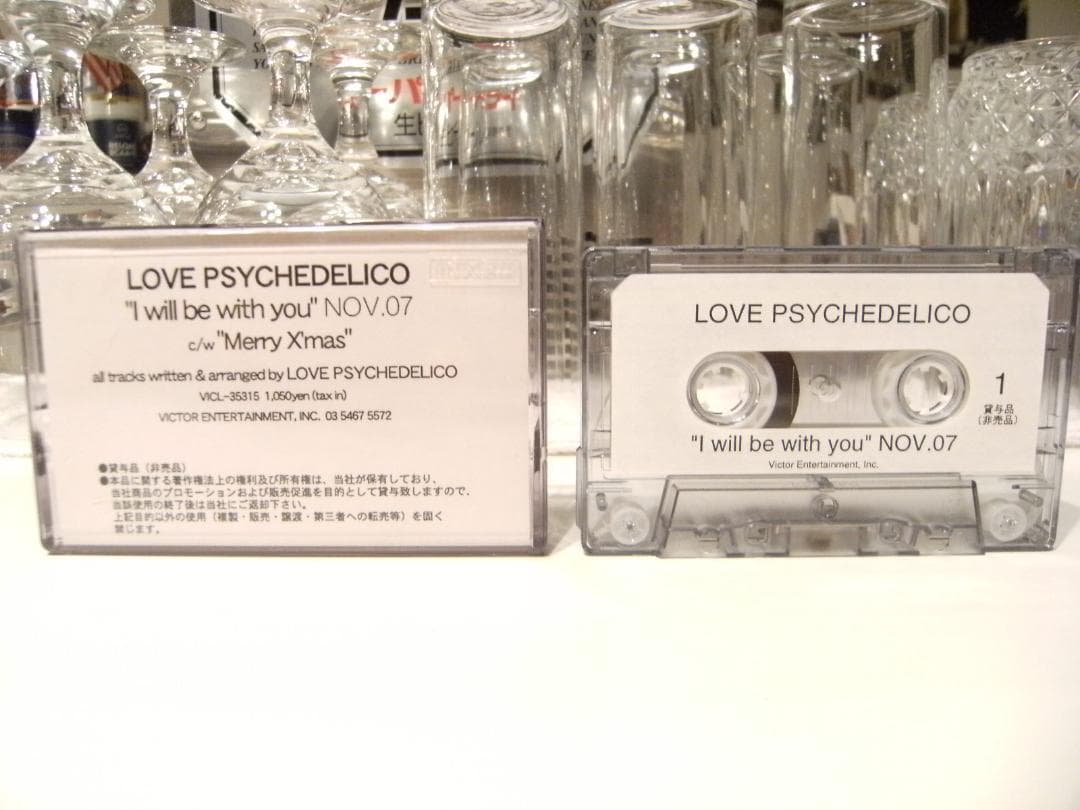 LOVE PSYCHEDELICO
"I will be with you" NOV.07
c/w "Merry X'mas"
all tracks written & arranged by LOVE PSYCHEDELICO
VICL-35315 1,050yen (tax in)
VICTOR ENTERTAINMENT, INC. 03 5467 5572
●貸与品（非売品）
●本品に関する著作権法上の権利及び所有権は、当社が保有しており、
当社商品のプロモーションおよび販売促進を目的として貸与致しますので、
当該使用の終了後は当社にご返却下さい。
上記目的以外の使用（複製・販売・譲渡・第三者への転売等）を固く
禁じます。
LOVE PSYCHEDELICO
1
貸与品
（非売品）
"I will be with you" NOV.07
Victor Entertainment, Inc.